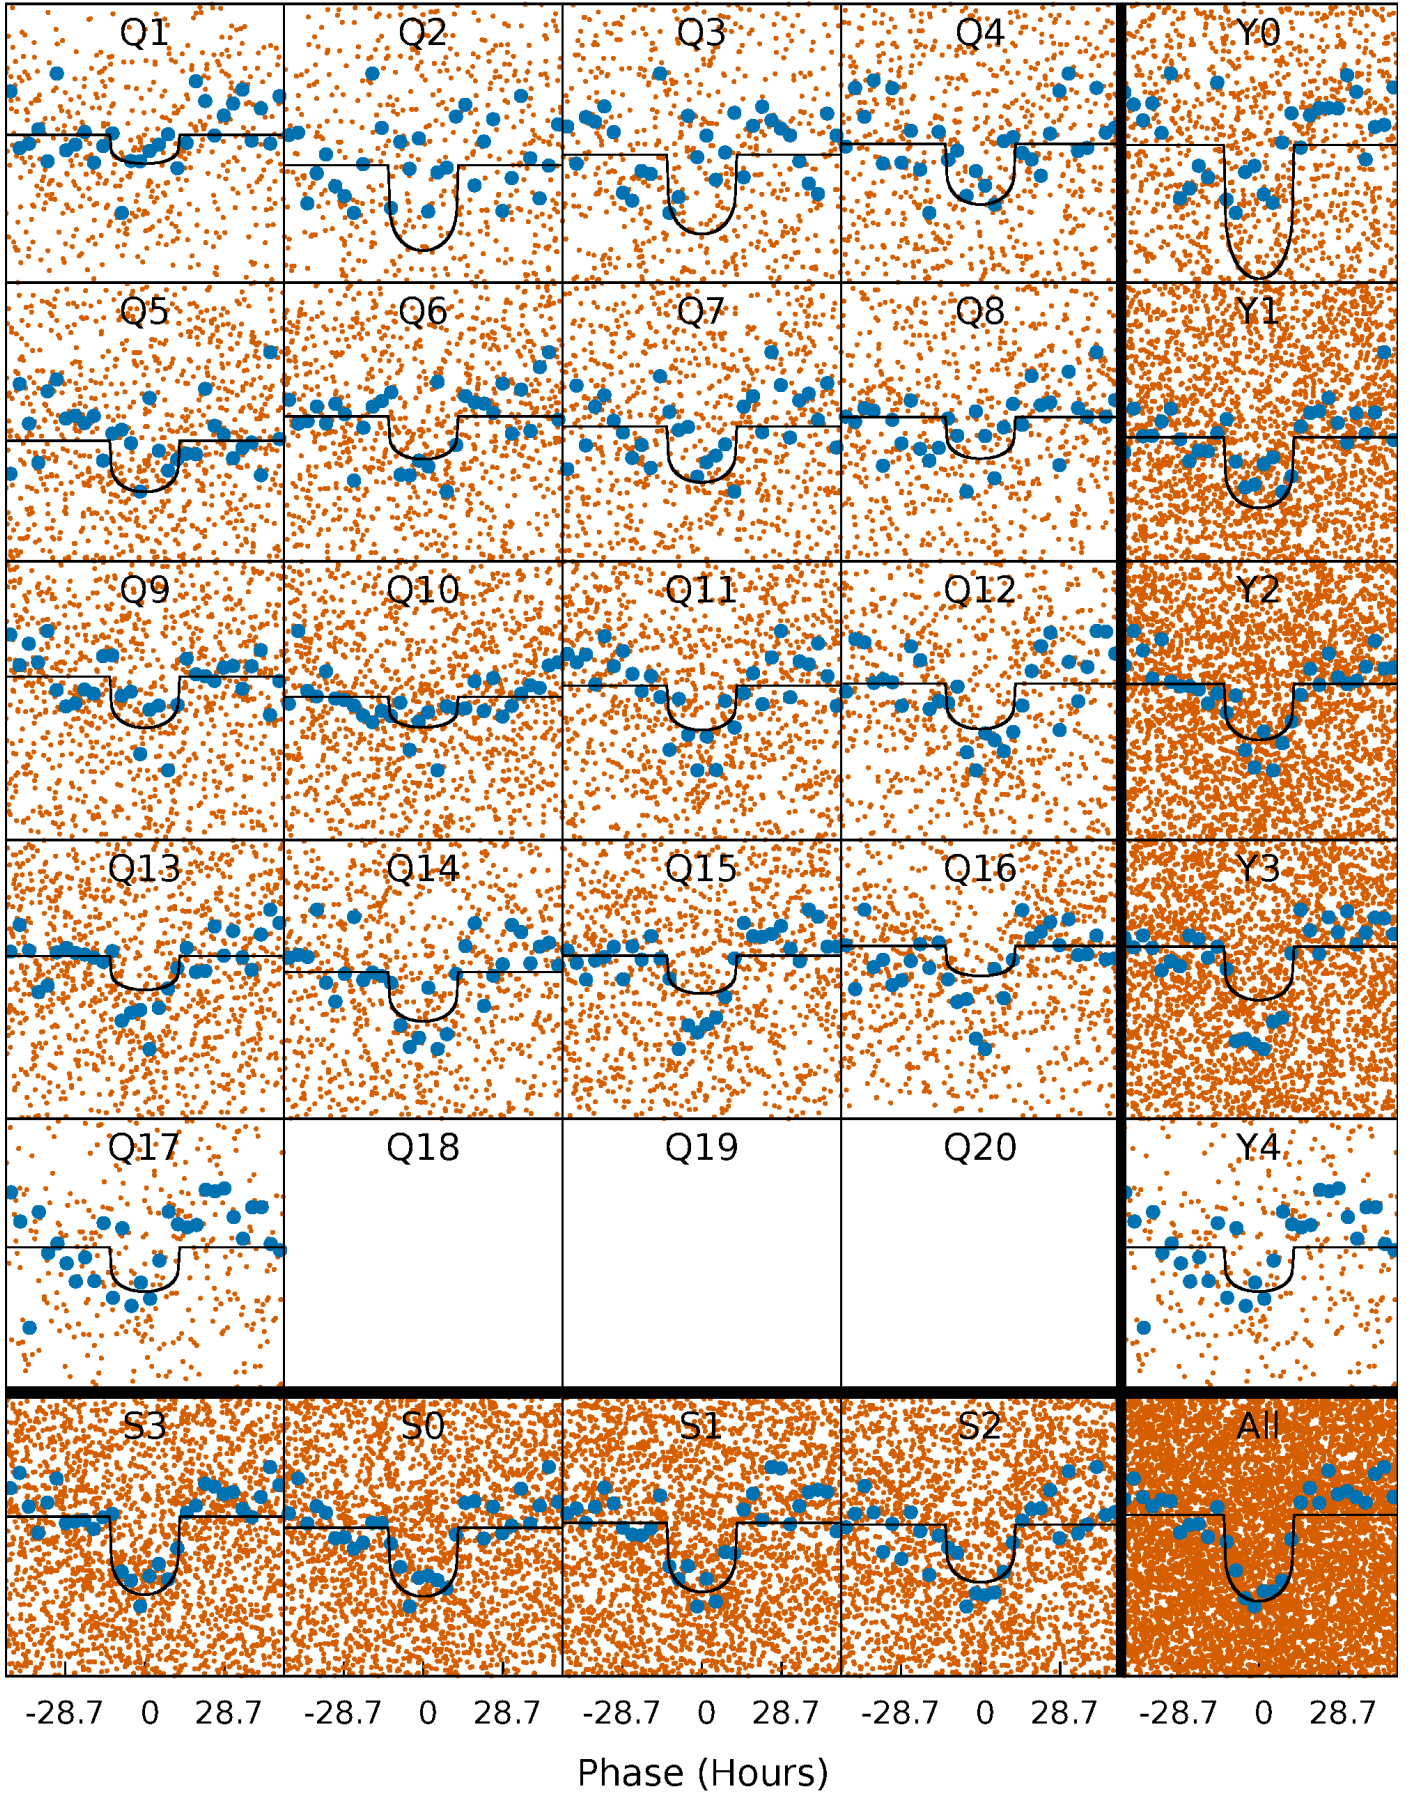 Q1 Q2 Q3 Q4 Y0
Q5 Q6 Q7 Q8 Y1
Q9 Q10 Q11 Q12 Y2
Q13 Q14 Q15 Q16 Y3
Q17 Q18 Q19 Q20 Y4
S3 S0 S1 S2 All
-28.7 0 28.7 -28.7 0 28.7 -28.7 0 28.7 -28.7 0 28.7 -28.7 0 28.7
Phase (Hours)